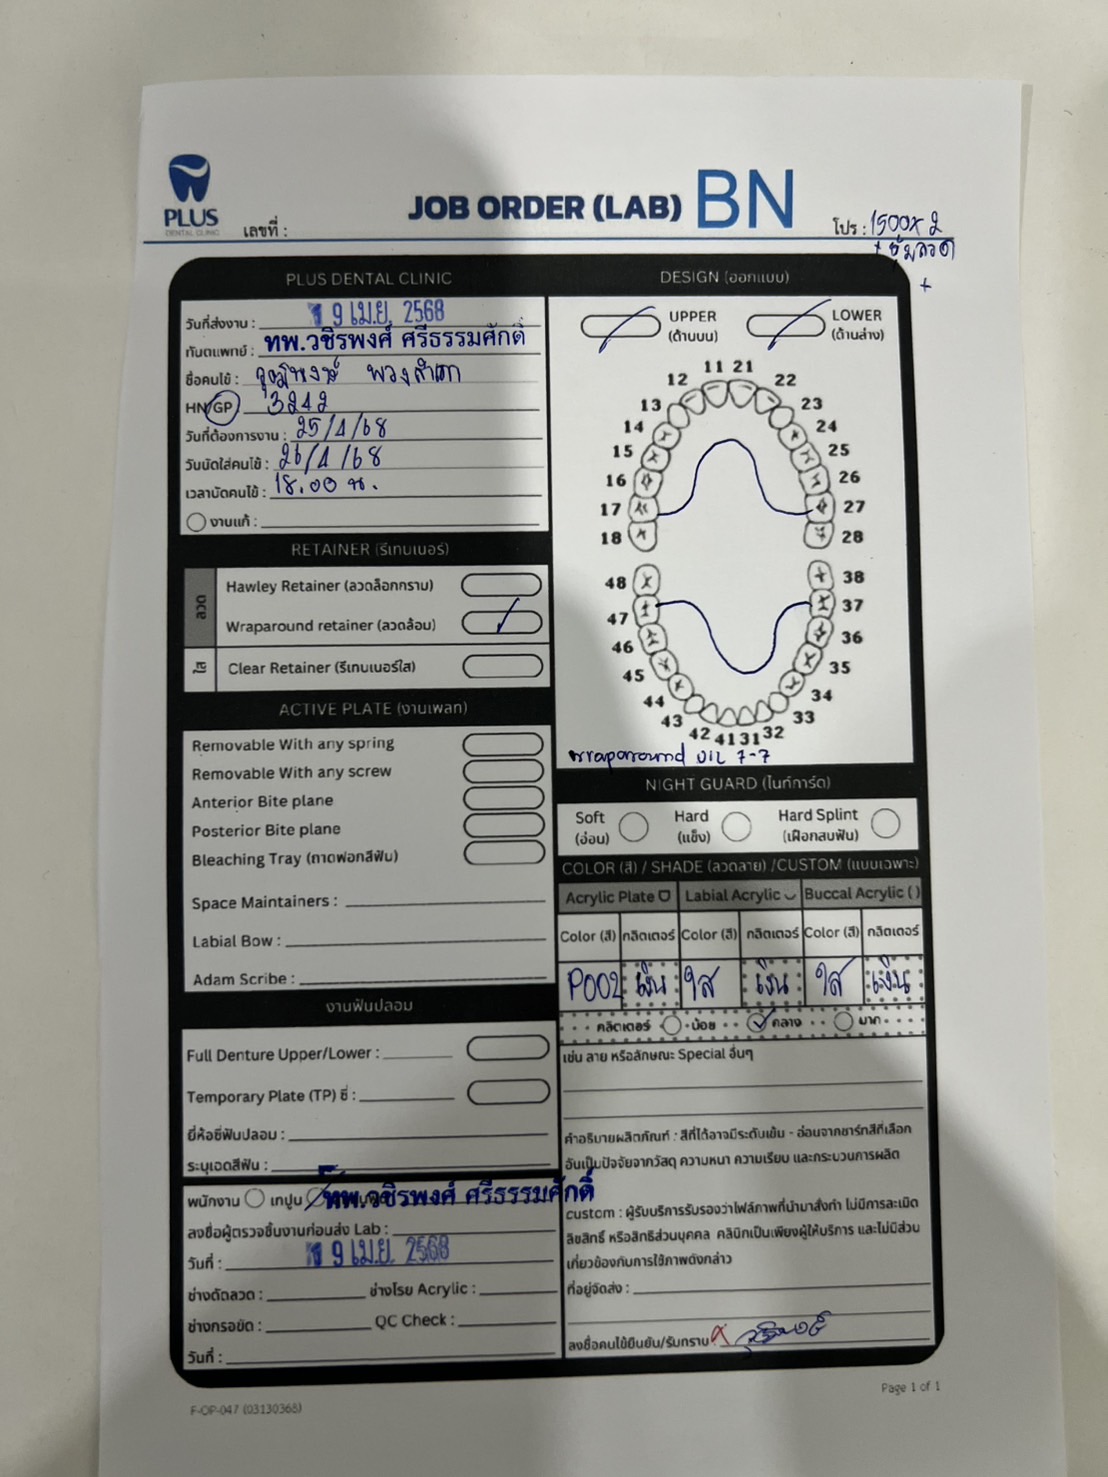 PLUS
DENTAL CLINIC
เลขที่ :
JOB ORDER (LAB) BN
โปร : 1500x2
+
PLUS DENTAL CLINIC
วันที่ส่งงาน : 19 เม.ย. 2568
ทันตแพทย์ : ทพ.วชิรพงศ์ ศรีธรรมศักดิ์
ชื่อคนไข้ :
HN/GP 3242
วันที่ต้องการงาน : 25/4/68
วันนัดใส่คนไข้ : 26/4/68
เวลานัดคนไข้ : 18.00 น.
งานแก้ :
RETAINER (รีเทนเนอร์)
ลวด
Hawley Retainer (ลวดล็อกกราม)
Wraparound retainer (ลวดล้อม)
ใส
Clear Retainer (รีเทนเนอร์ใส)
ACTIVE PLATE (งานเพลท)
Removable With any spring
Removable With any screw
Anterior Bite plane
Posterior Bite plane
Bleaching Tray (ถาดฟอกสีฟัน)
Space Maintainers :
Labial Bow :
Adam Scribe :
งานฟันปลอม
Full Denture Upper/Lower :
Temporary Plate (TP) ซี่ :
ยี่ห้อซี่ฟันปลอม :
ระบุเฉดสีฟัน :
พนักงาน เทปูน ทพ.วชิรพงศ์ ศรีธรรมศักดิ์
ลงชื่อผู้ตรวจชิ้นงานก่อนส่ง Lab :
วันที่ : 19 เม.ย. 2568
ช่างดัดลวด : ช่างโรย Acrylic :
ช่างกรอขัด : QC Check :
วันที่ :
DESIGN (ออกแบบ)
UPPER
(ด้านบน)
LOWER
(ด้านล่าง)
11 21
12 22
13 23
14 24
15 25
16 26
17 27
18 28
48 38
47 37
46 36
45 35
44 34
43 33
42 41 31 32
wraparound U/L 7-7
NIGHT GUARD (ไนท์การ์ด)
Soft
(อ่อน)
Hard
(แข็ง)
Hard Splint
(เฝือกสบฟัน)
COLOR (สี) / SHADE (ลวดลาย) /CUSTOM (แบบเฉพาะ)
Acrylic Plate Labial Acrylic Buccal Acrylic ( )
Color (สี) กลิตเตอร์ Color (สี) กลิตเตอร์ Color (สี) กลิตเตอร์
P002 เงิน ใส เงิน ใส เงิน
กลิตเตอร์ น้อย กลาง มาก
เช่น ลาย หรือลักษณะ Special อื่นๆ
คำอธิบายผลิตภัณฑ์ : สีที่ได้อาจมีระดับเข้ม - อ่อนจากชาร์ทสีที่เลือก
อันเป็นปัจจัยจากวัสดุ ความหนา ความเรียบ และกระบวนการผลิต
custom : ผู้รับบริการรับรองว่าไฟล์ภาพที่นำมาสั่งทำ ไม่มีการละเมิด
ลิขสิทธิ์ หรือสิทธิส่วนบุคคล คลินิกเป็นเพียงผู้ให้บริการ และไม่มีส่วน
เกี่ยวข้องกับการใช้ภาพดังกล่าว
ที่อยู่จัดส่ง :
ลงชื่อคนไข้ยืนยัน/รับทราบ
F-OP-047 (03130368)
Page 1 of 1